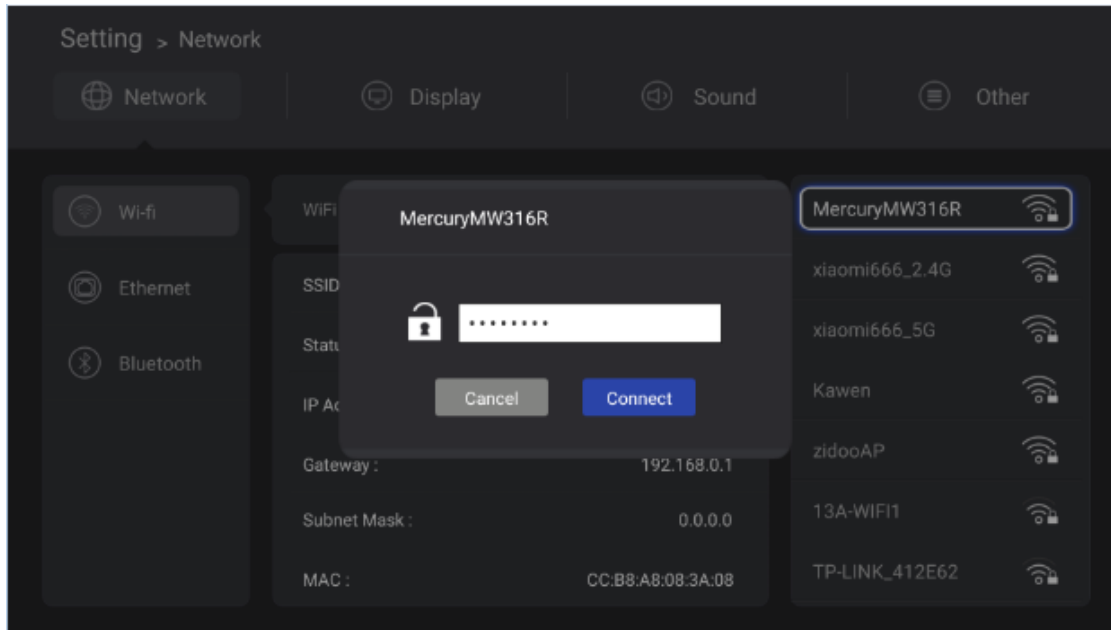 Setting > Network
Network
Display
Sound
Other
Wi-fi
Ethernet
Bluetooth
WiFi
SSID
IP
Gateway :
192.168.0.1
Subnet Mask :
0.0.0.0
MAC :
CC:B8:A8:08:3A:08
MercuryMW316R
••••••••
Cancel
Connect
MercuryMW316R
xiaomi666_2.4G
xiaomi666_5G
Kawen
zidooAP
13A-WIFI1
TP-LINK_412E62